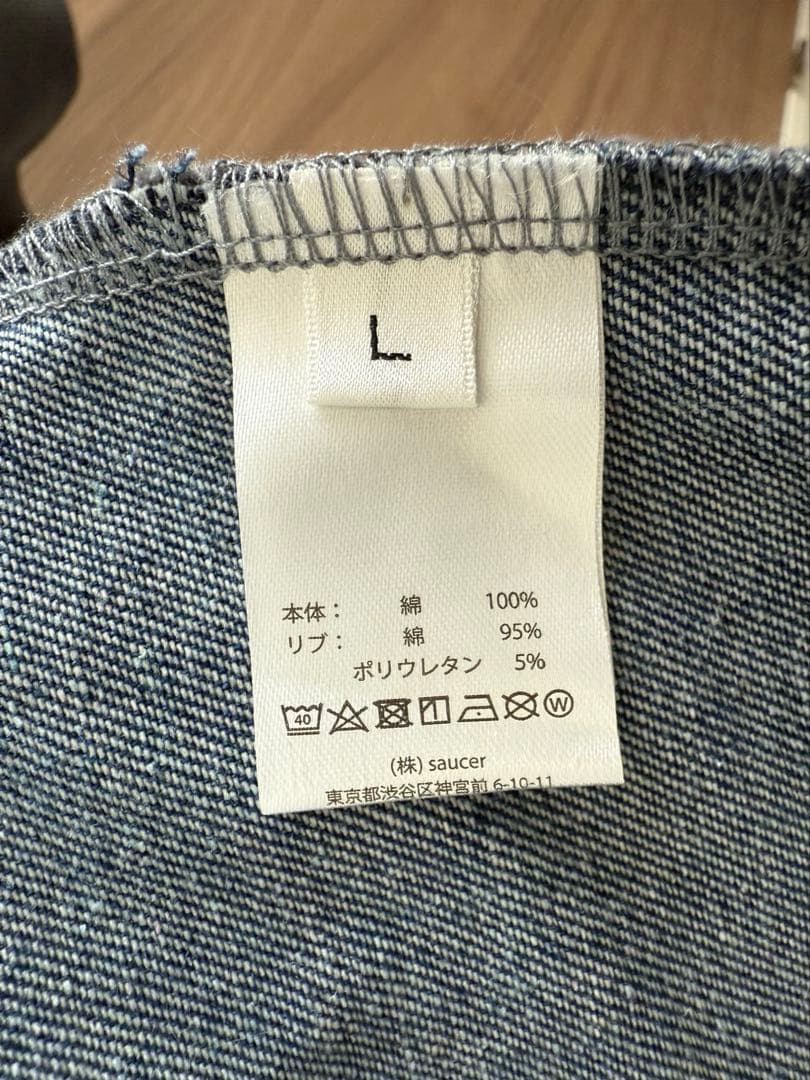 L
本体： 綿 100%
リブ： 綿 95%
ポリウレタン 5%
40 W
(株) saucer
東京都渋谷区神宮前 6-10-11